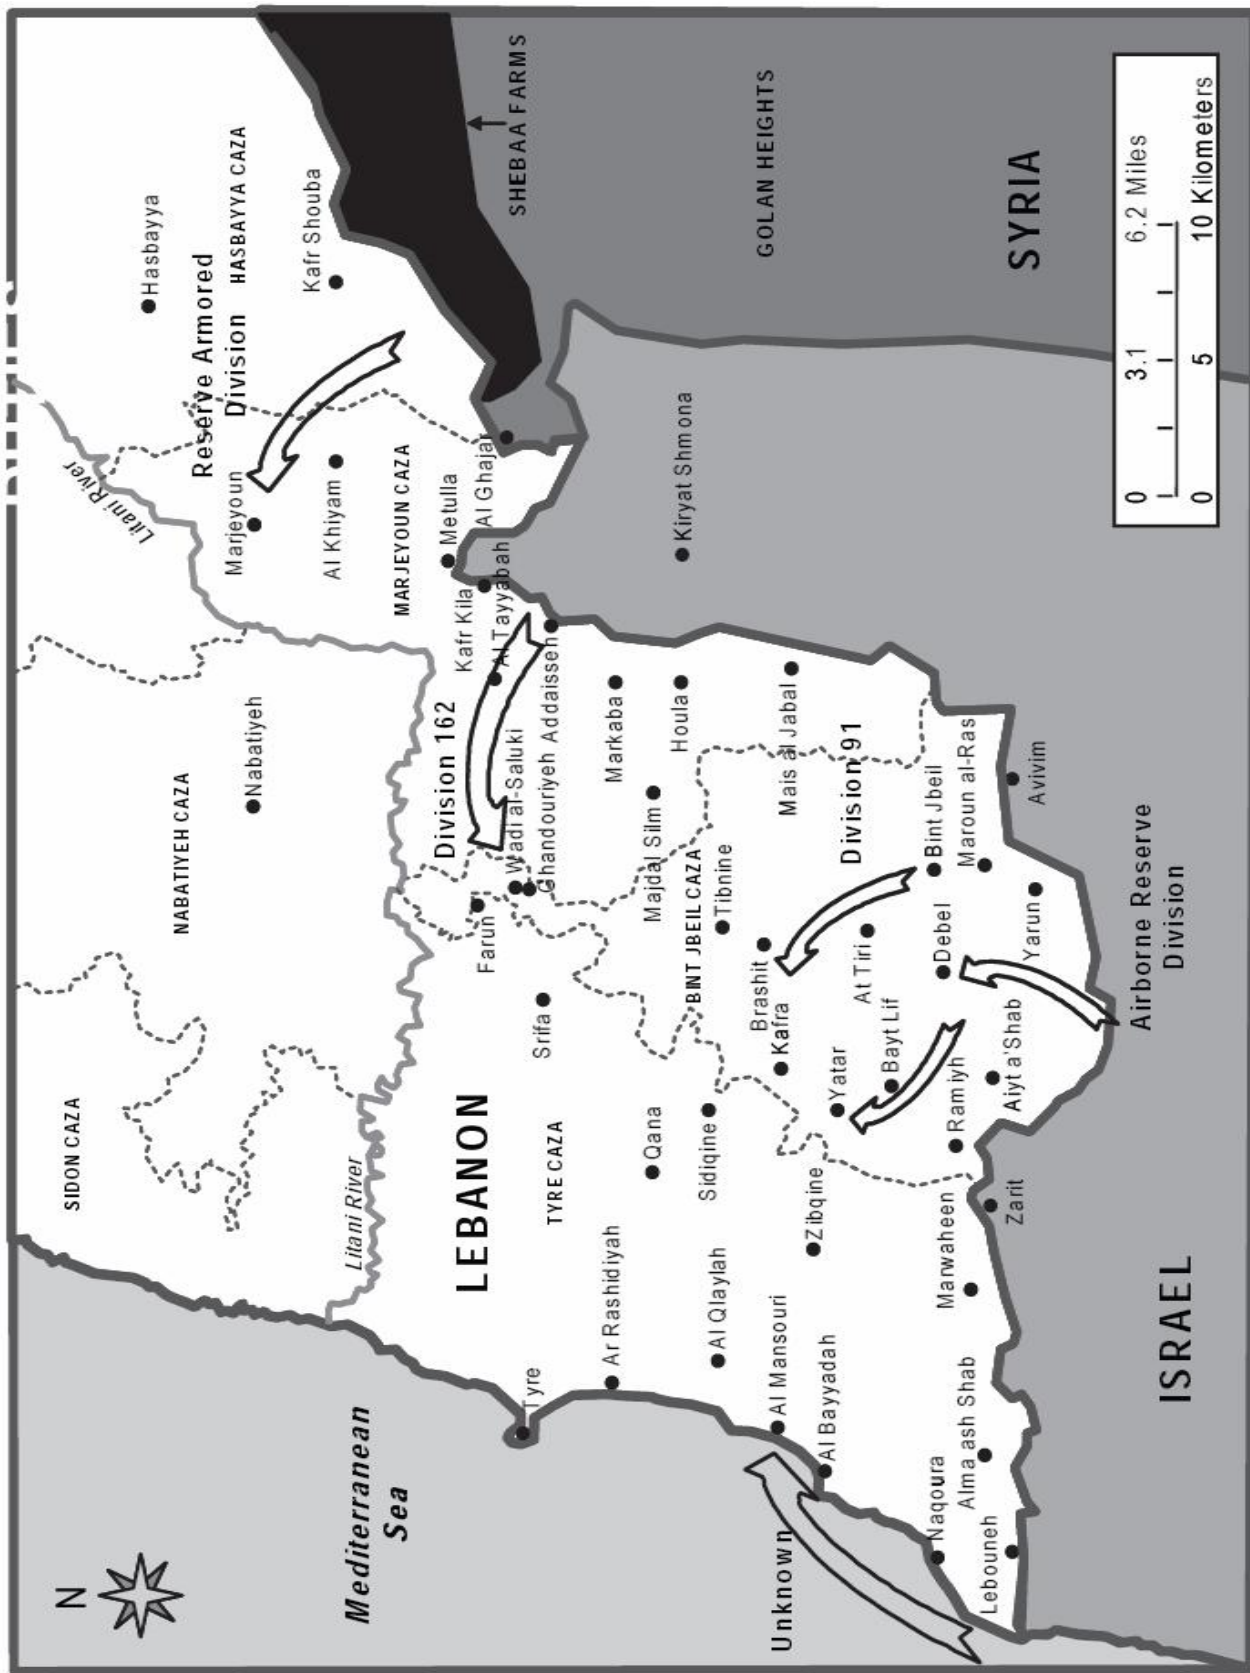 N
SIDON CAZA
NABATIYEH CAZA
Hasbayya
Litani River
Reserve Armored
Division
HASBAYYA CAZA
Marjeyoun
Nabatiyeh
Kafr Shouba
Al Khiyam
Litani River
Mediterranean
Sea
LEBANON
MARJEYOUN CAZA
Division 162
Metulla
Kafr Kila
Al Ghajar
Al Tayyabah
SHEBAA FARMS
Wadi al-Saluki
Ghandouriyeh
Addaisseh
Farun
Tyre
TYRE CAZA
Srifa
Ar Rashidiyah
Qana
Markaba
Majdal Silm
Houla
Kiryat Shmona
GOLAN HEIGHTS
Al Qlaylah
Sidiqine
BINT JBEIL CAZA
Tibnine
Mais al Jabal
Unknown
Al Mansouri
Kafra
Brashit
Al Bayyadah
Zibqine
Yatar
Division 91
At Tiri
Bayt Lif
Naqoura
Debel
Bint Jbeil
Alma ash Shab
Marwaheen
Ramiyh
Maroun al-Ras
Lebouneh
Zarit
Aiyt a'Shab
Yarun
Avivim
SYRIA
Airborne Reserve
Division
ISRAEL
0 3.1 6.2 Miles
0 5 10 Kilometers